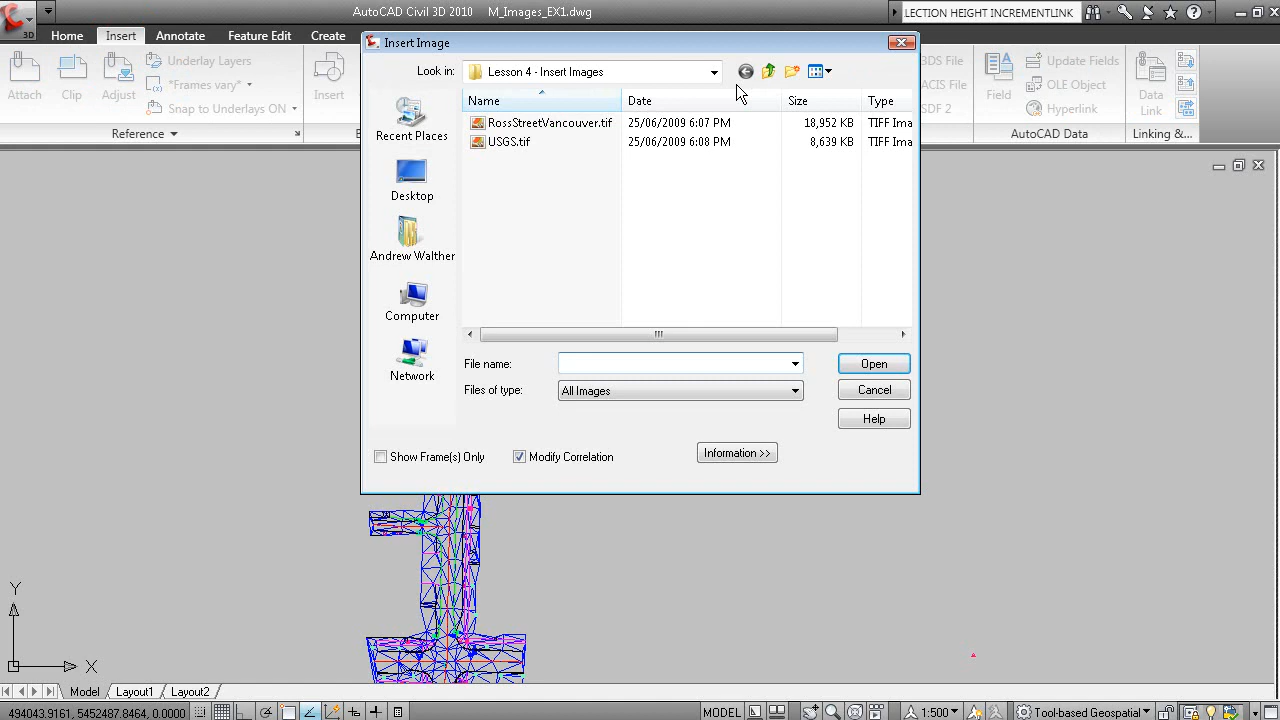 AutoCAD Civil 3D 2010 M_Images_EX1.dwg LECTION HEIGHT INCREMENTLINK
3D Home Insert Annotate Feature Edit Create
Insert Image
Underlay Layers
*Frames vary*
Snap to Underlays ON
Attach Clip Adjust Insert
Reference
Look in: Lesson 4 - Insert Images
Name Date Size Type
RossStreetVancouver.tif 25/06/2009 6:07 PM 18,952 KB TIFF Ima
USGS.tif 25/06/2009 6:08 PM 8,639 KB TIFF Ima
Recent Places
Desktop
Andrew Walther
Computer
Network
File name: Open
Files of type: All Images Cancel
Help
Show Frame(s) Only Modify Correlation Information >>
3DS File
ACIS File
SDF 2
Field
Update Fields
OLE Object
Hyperlink
AutoCAD Data
Data
Link
Linking &...
Y
X
Model Layout1 Layout2
494043.9161, 5452487.8464, 0.0000 MODEL 1:500 Tool-based Geospatial